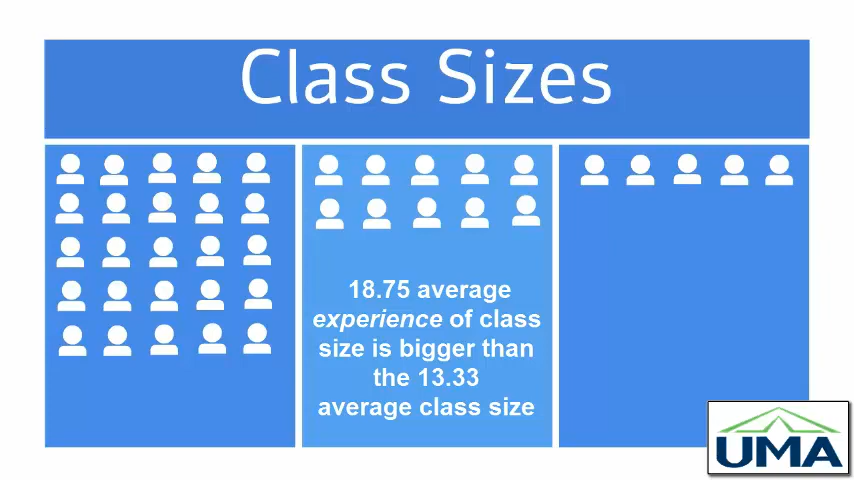 Class Sizes
18.75 average
experience of class
size is bigger than
the 13.33
average class size
UMA